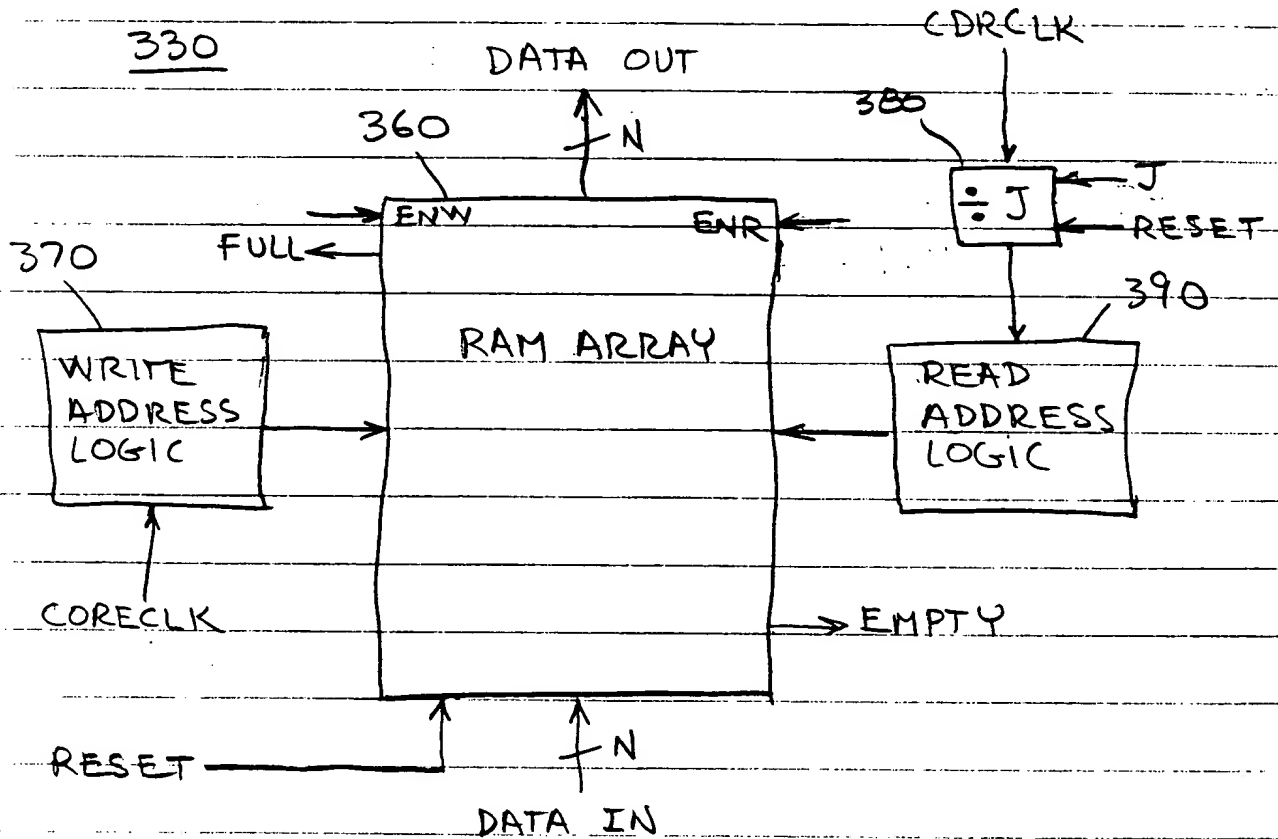 CDRCLK
330
DATA OUT
380
360
N
J
ENW
ENR
÷ J
RESET
FULL
370
390
RAM ARRAY
WRITE
ADDRESS
LOGIC
READ
ADDRESS
LOGIC
CORECLK
EMPTY
N
RESET
DATA IN